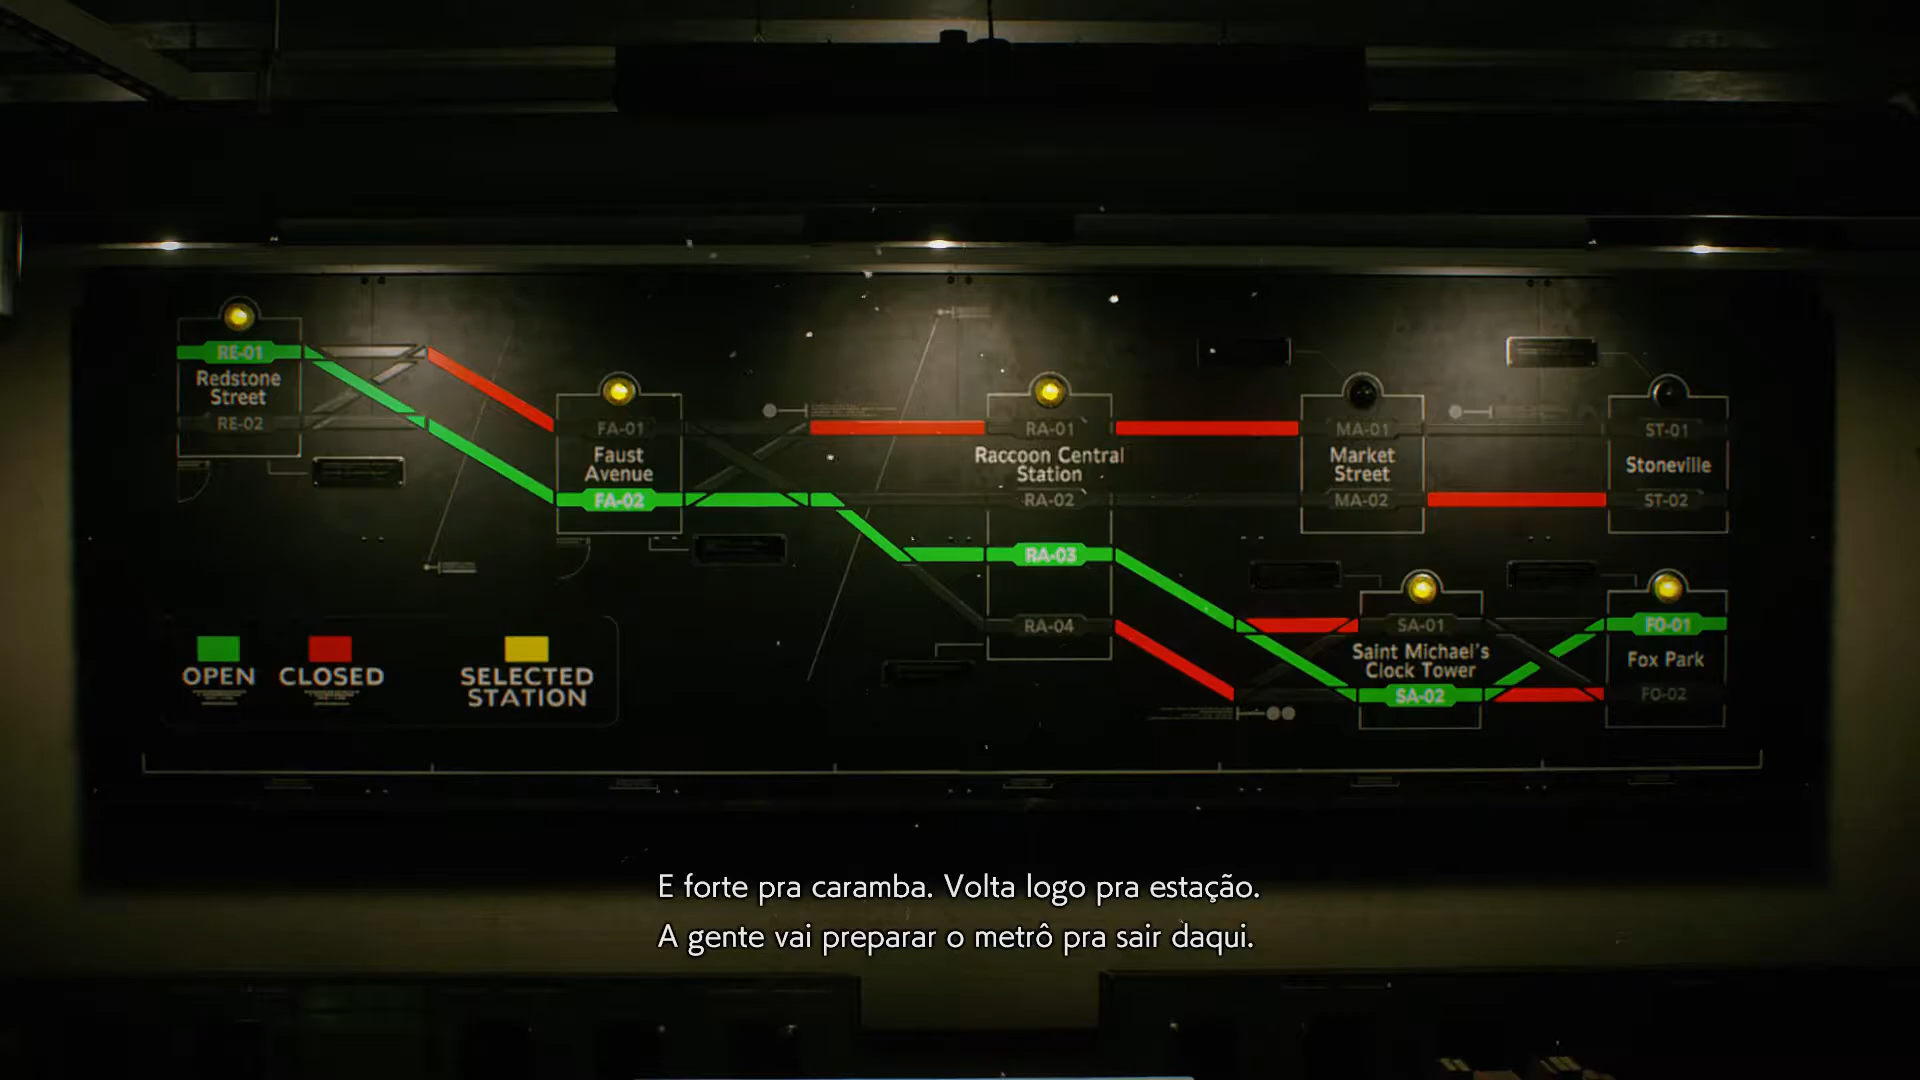 RE-01
Redstone
Street
RE-02
FA-01
Faust
Avenue
FA-02
RA-01
Raccoon Central
Station
RA-02
RA-03
RA-04
MA-01
Market
Street
MA-02
ST-01
Stoneville
ST-02
SA-01
Saint Michael's
Clock Tower
SA-02
FO-01
Fox Park
FO-02
OPEN
CLOSED
SELECTED
STATION
E forte pra caramba. Volta logo pra estação.
A gente vai preparar o metrô pra sair daqui.